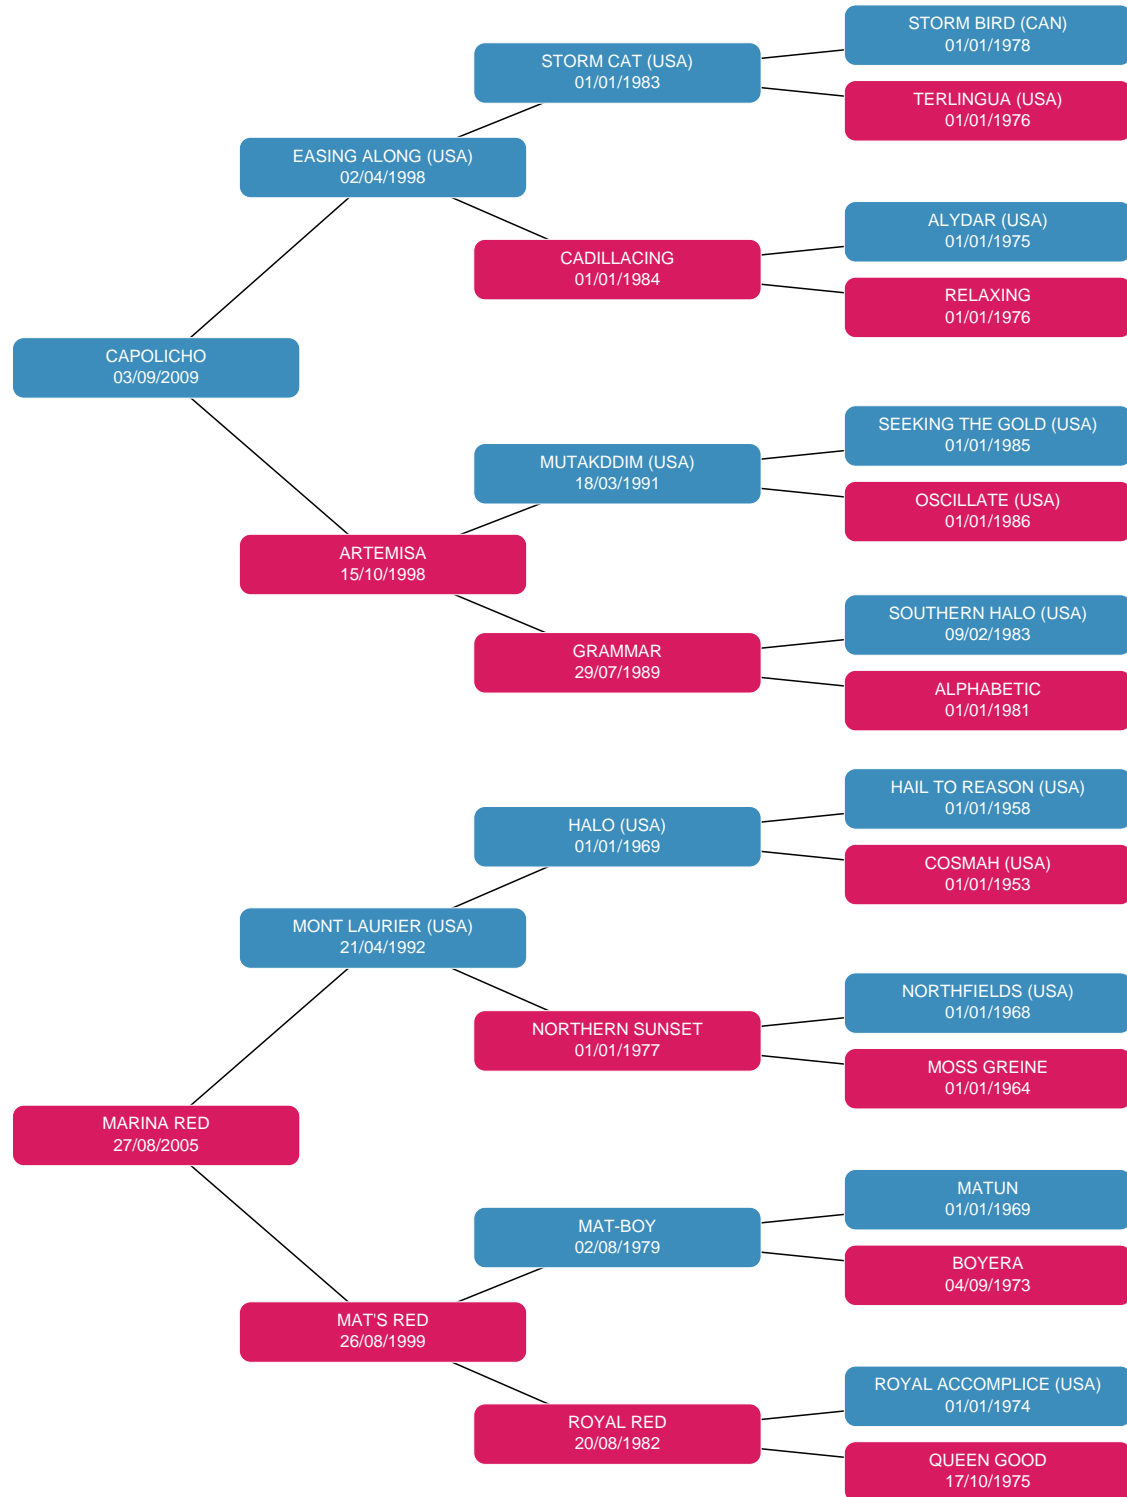 STORM BIRD (CAN)
01/01/1978
STORM CAT (USA)
01/01/1983
TERLINGUA (USA)
01/01/1976
EASING ALONG (USA)
02/04/1998
ALYDAR (USA)
01/01/1975
CADILLACING
01/01/1984
RELAXING
01/01/1976
CAPOLICHO
03/09/2009
SEEKING THE GOLD (USA)
01/01/1985
MUTAKDDIM (USA)
18/03/1991
OSCILLATE (USA)
01/01/1986
ARTEMISA
15/10/1998
SOUTHERN HALO (USA)
09/02/1983
GRAMMAR
29/07/1989
ALPHABETIC
01/01/1981
HAIL TO REASON (USA)
01/01/1958
HALO (USA)
01/01/1969
COSMAH (USA)
01/01/1953
MONT LAURIER (USA)
21/04/1992
NORTHFIELDS (USA)
01/01/1968
NORTHERN SUNSET
01/01/1977
MOSS GREINE
01/01/1964
MARINA RED
27/08/2005
MATUN
01/01/1969
MAT-BOY
02/08/1979
BOYERA
04/09/1973
MAT'S RED
26/08/1999
ROYAL ACCOMPLICE (USA)
01/01/1974
ROYAL RED
20/08/1982
QUEEN GOOD
17/10/1975